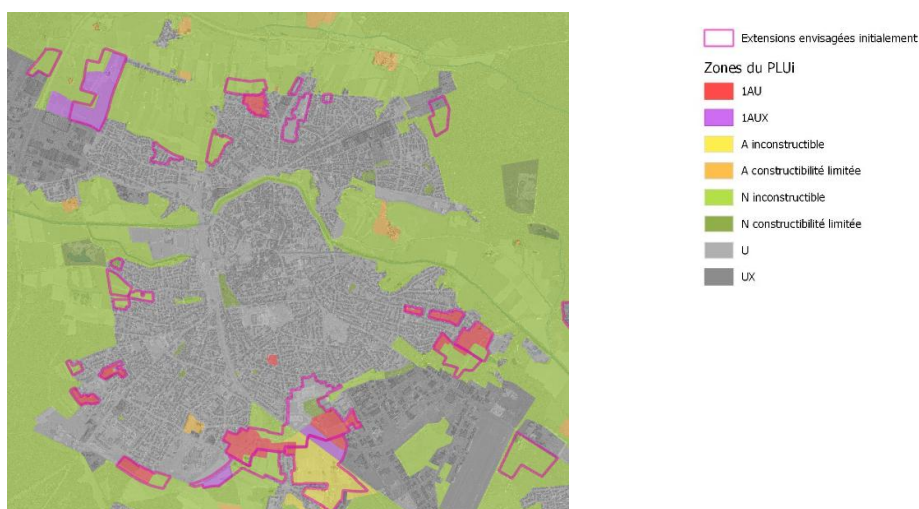 Extensions envisagées initialement
Zones du PLUi
1AU
1AUX
A inconstructible
A constructibilité limitée
N inconstructible
N constructibilité limitée
U
UX